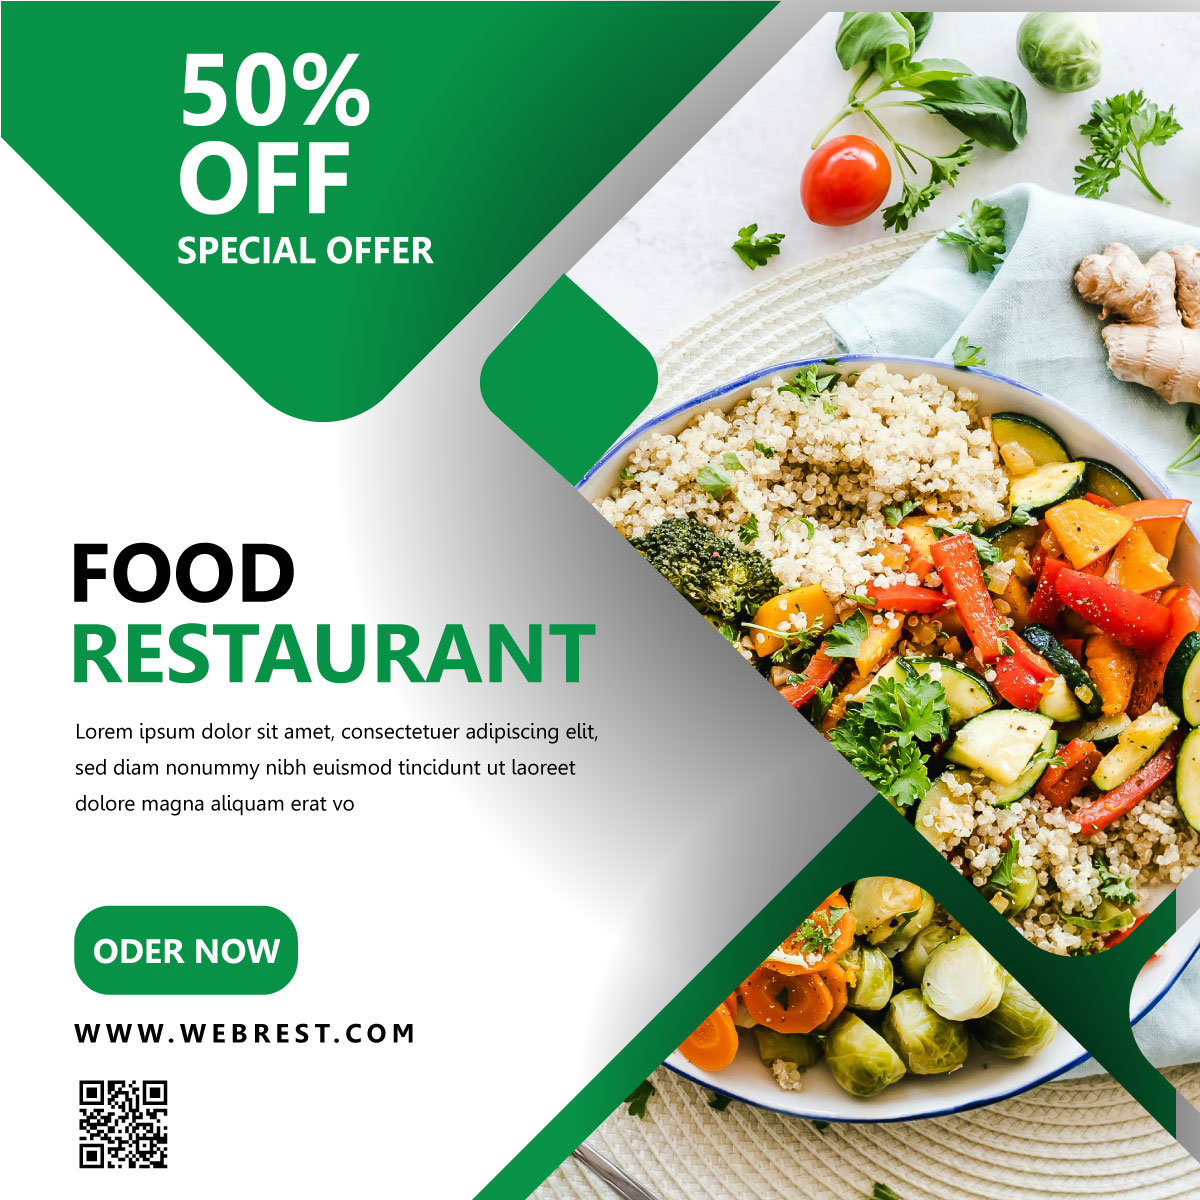 50%
OFF
SPECIAL OFFER
FOOD
RESTAURANT
Lorem ipsum dolor sit amet, consectetuer adipiscing elit,
sed diam nonummy nibh euismod tincidunt ut laoreet
dolore magna aliquam erat vo
ODER NOW
WWW.WEBREST.COM